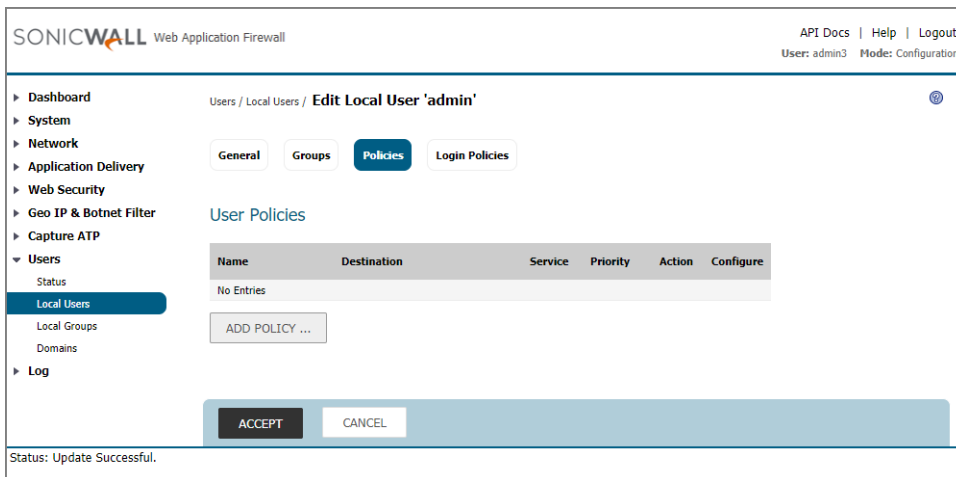 SONICWALL Web Application Firewall
API Docs | Help | Logout
User: admin3 Mode: Configuration
Dashboard
System
Network
Application Delivery
Web Security
Geo IP & Botnet Filter
Capture ATP
Users
Status
Local Users
Local Groups
Domains
Log
Users / Local Users / Edit Local User 'admin'
General Groups Policies Login Policies
User Policies
Name Destination Service Priority Action Configure
No Entries
ADD POLICY ...
ACCEPT CANCEL
Status: Update Successful.